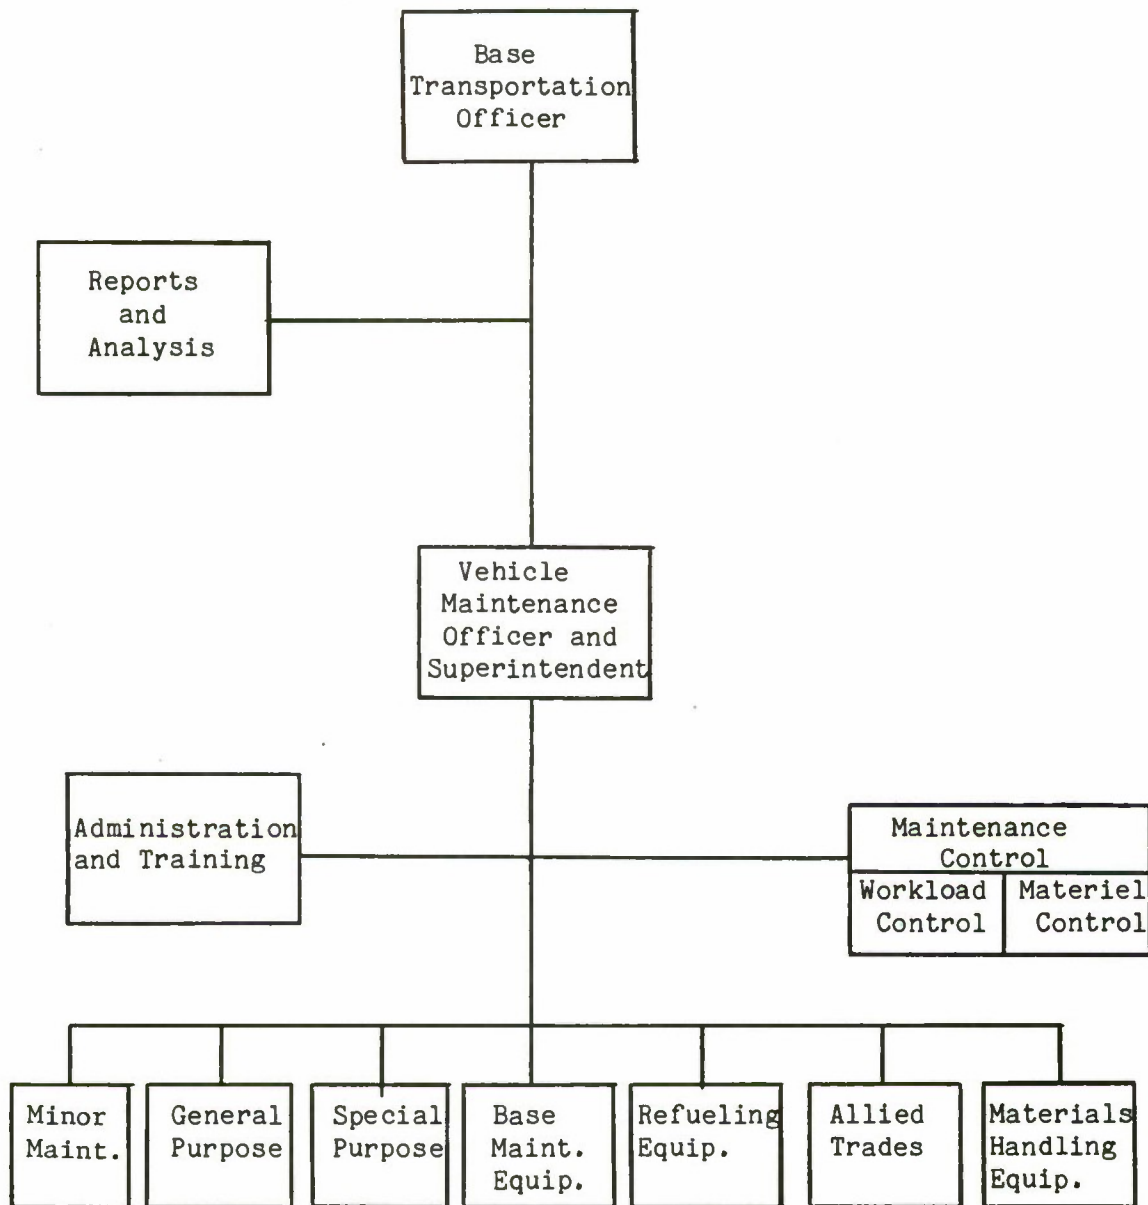 Base
Transportation
Officer
Reports
and
Analysis
Vehicle
Maintenance
Officer and
Superintendent
Administration
and Training
Maintenance
Control
Workload
Control
Materiel
Control
Minor
Maint.
General
Purpose
Special
Purpose
Base
Maint.
Equip.
Refueling
Equip.
Allied
Trades
Materials
Handling
Equip.